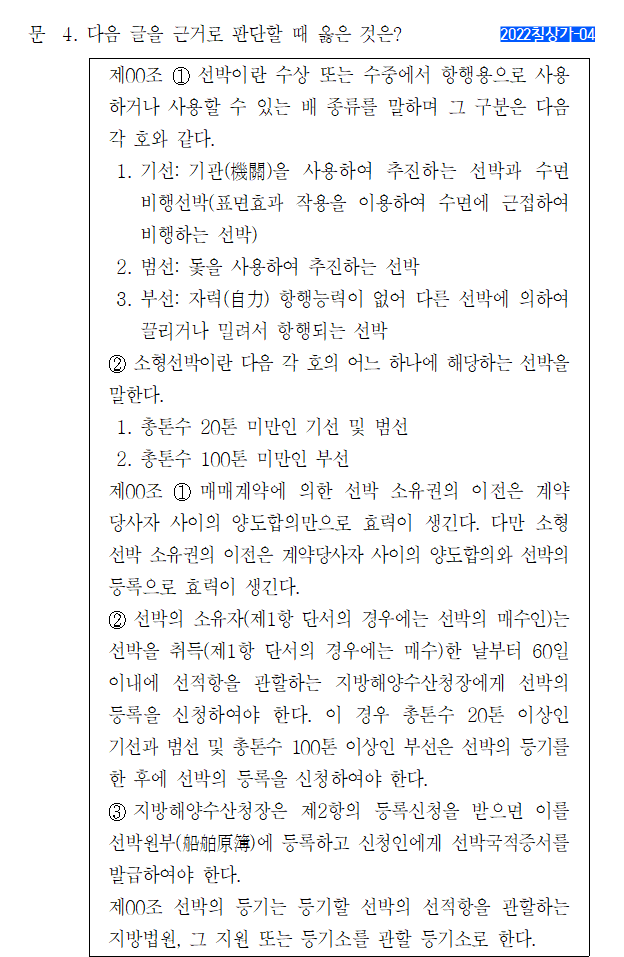 문 4. 다음 글을 근거로 판단할 때 옳은 것은?
2022침상가-04
제00조 ① 선박이란 수상 또는 수중에서 항행용으로 사용
하거나 사용할 수 있는 배 종류를 말하며 그 구분은 다음
각 호와 같다.
1. 기선: 기관(機關)을 사용하여 추진하는 선박과 수면
비행선박(표면효과 작용을 이용하여 수면에 근접하여
비행하는 선박)
2. 범선: 돛을 사용하여 추진하는 선박
3. 부선: 자력(自力) 항행능력이 없어 다른 선박에 의하여
끌리거나 밀려서 항행되는 선박
② 소형선박이란 다음 각 호의 어느 하나에 해당하는 선박을
말한다.
1. 총톤수 20톤 미만인 기선 및 범선
2. 총톤수 100톤 미만인 부선
제00조 ① 매매계약에 의한 선박 소유권의 이전은 계약
당사자 사이의 양도합의만으로 효력이 생긴다. 다만 소형
선박 소유권의 이전은 계약당사자 사이의 양도합의와 선박의
등록으로 효력이 생긴다.
② 선박의 소유자(제1항 단서의 경우에는 선박의 매수인)는
선박을 취득(제1항 단서의 경우에는 매수)한 날부터 60일
이내에 선적항을 관할하는 지방해양수산청장에게 선박의
등록을 신청하여야 한다. 이 경우 총톤수 20톤 이상인
기선과 범선 및 총톤수 100톤 이상인 부선은 선박의 등기를
한 후에 선박의 등록을 신청하여야 한다.
③ 지방해양수산청장은 제2항의 등록신청을 받으면 이를
선박원부(船舶原簿)에 등록하고 신청인에게 선박국적증서를
발급하여야 한다.
제00조 선박의 등기는 등기할 선박의 선적항을 관할하는
지방법원, 그 지원 또는 등기소를 관할 등기소로 한다.